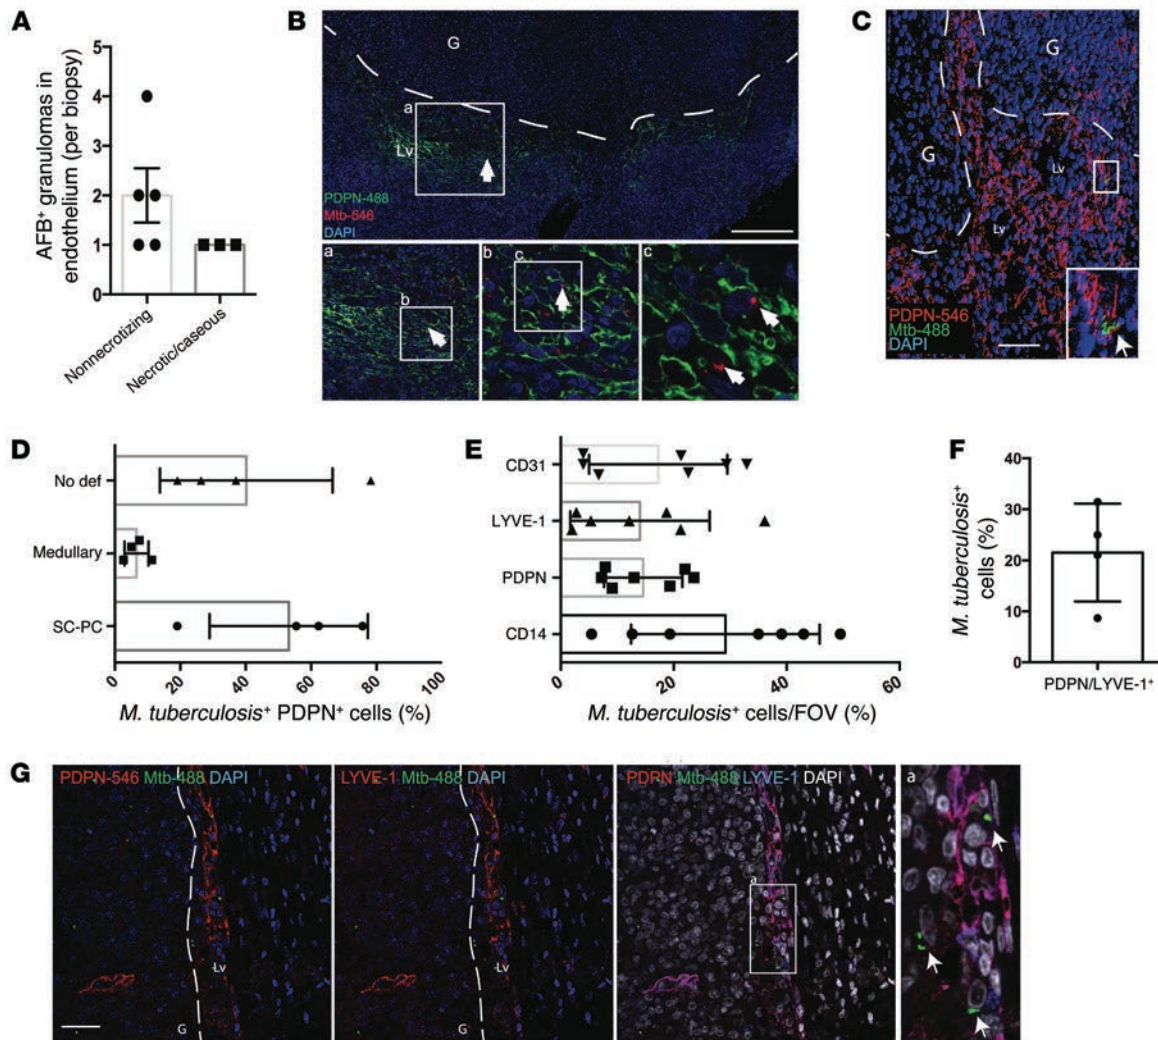 A
AFB⁺ granulomas in
endothelium (per biopsy)
5
4
3
2
1
0
Nonnecrotizing
Necrotic/caseous
B
G
a
Lv
PDPN-488
Mtb-546
DAPI
a
b
b
c
c
C
G
G
Lv
Lv
PDPN-546
Mtb-488
DAPI
D
No def
Medullary
SC-PC
0 20 40 60 80 100
M. tuberculosis⁺ PDPN⁺ cells (%)
E
CD31
LYVE-1
PDPN
CD14
0 20 40 60
M. tuberculosis⁺ cells/FOV (%)
F
M. tuberculosis⁺
cells (%)
40
30
20
10
0
PDPN/LYVE-1⁺
G
PDPN-546 Mtb-488 DAPI
Lv
G
LYVE-1 Mtb-488 DAPI
Lv
G
PDPN Mtb-488 LYVE-1 DAPI
a
a